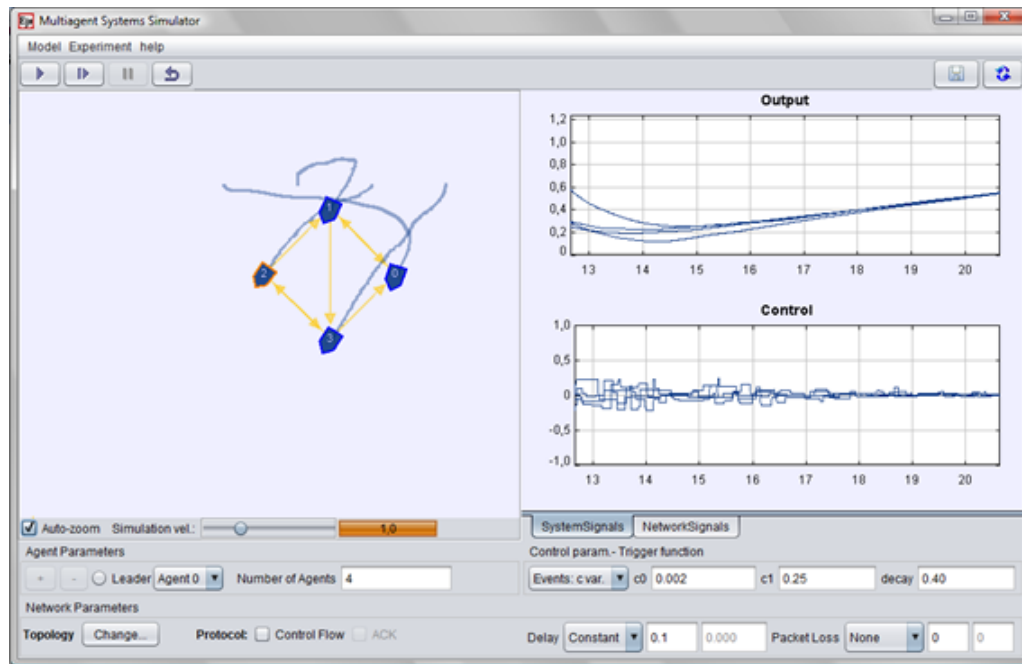 Ejs Multiagent Systems Simulator
Model Experiment help
Output
1,2
1,0
0,8
0,6
0,4
0,2
0
13 14 15 16 17 18 19 20
1
2
0
3
Control
1,0
0,5
0
-0,5
-1,0
13 14 15 16 17 18 19 20
Auto-zoom Simulation vel.: 1,0
SystemSignals NetworkSignals
Agent Parameters
Control param.- Trigger function
+ - Leader Agent 0 Number of Agents 4
Events: c var. c0 0.002 c1 0.25 decay 0.40
Network Parameters
Topology Change... Protocol: Control Flow ACK
Delay Constant 0.1 0.000 Packet Loss None 0 0